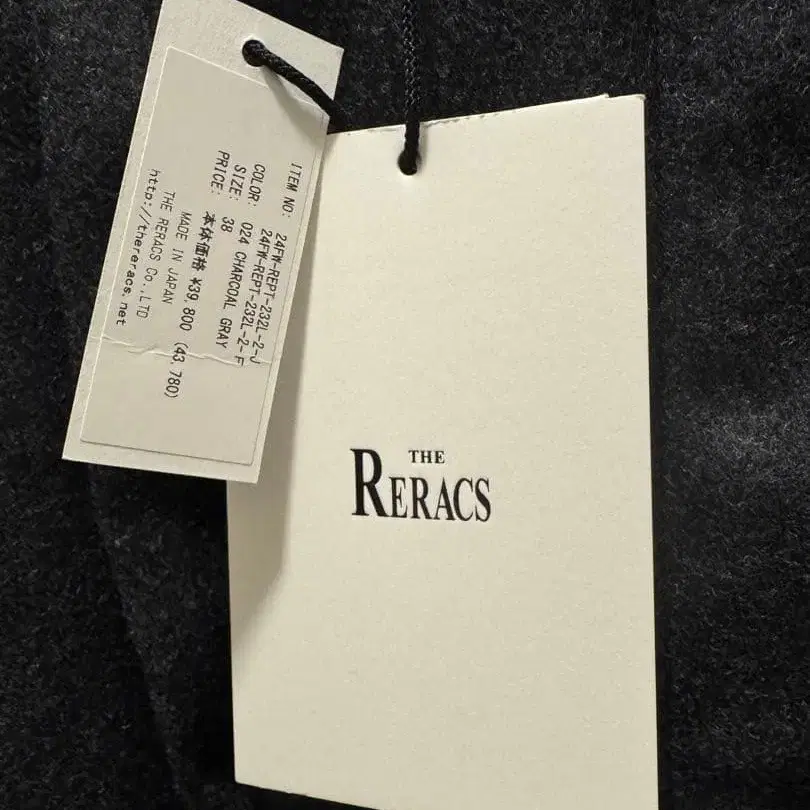 ITEM NO: 24FW-REPT-232L-2-J
24FW-REPT-232L-2-F
COLOR: 024 CHARCOAL GRAY
SIZE: 38
PRICE: 本体価格 ¥39,800 (43,780)
MADE IN JAPAN
THE RERACS Co.,LTD
http://thereracs.net
THE
RERACS